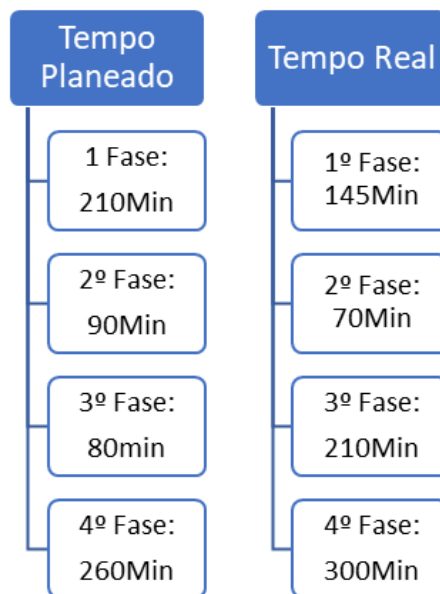 Tempo
Planeado
1 Fase:
210Min
2º Fase:
90Min
3º Fase:
80min
4º Fase:
260Min
Tempo Real
1º Fase:
145Min
2º Fase:
70Min
3º Fase:
210Min
4º Fase:
300Min